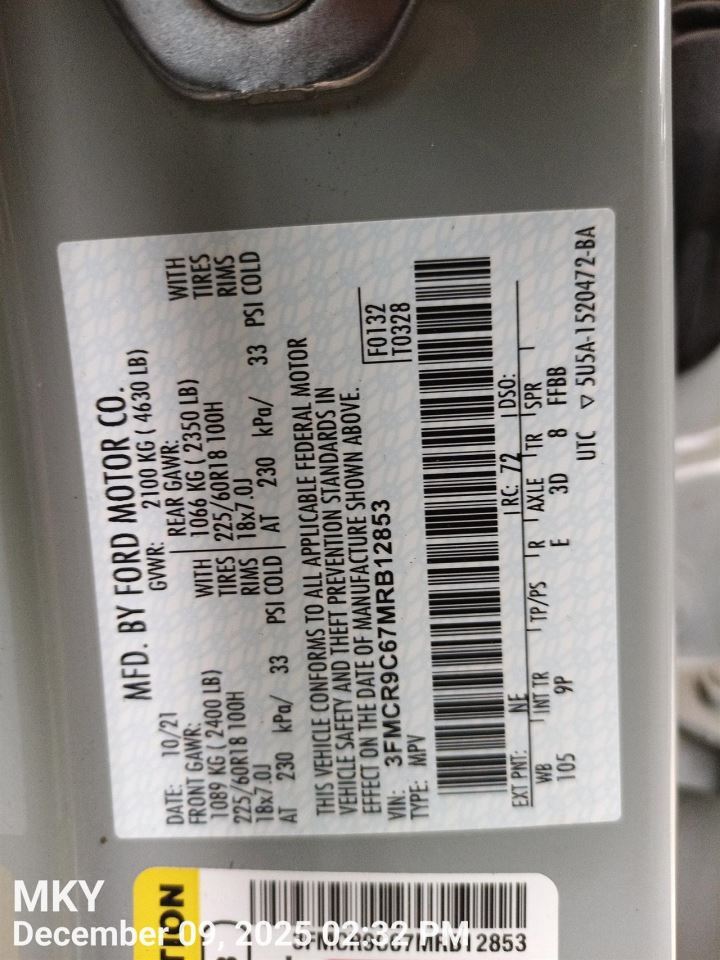 MFD. BY FORD MOTOR CO.
DATE: 10/21 GVWR: 2100 KG ( 4630 LB)
FRONT GAWR: REAR GAWR:
1089 KG ( 2400 LB) WITH 1066 KG ( 2350 LB) WITH
225/60R18 100H TIRES 225/60R18 100H TIRES
18x7.0J RIMS 18x7.0J RIMS
AT 230 kPa/ 33 PSI COLD AT 230 kPa/ 33 PSI COLD
THIS VEHICLE CONFORMS TO ALL APPLICABLE FEDERAL MOTOR
VEHICLE SAFETY AND THEFT PREVENTION STANDARDS IN
EFFECT ON THE DATE OF MANUFACTURE SHOWN ABOVE.
VIN: 3FMCR9C67MRB12853 F0132
TYPE: MPV T0328
EXT PNT: NE RC: 72 DSO:
WB INT TR TP/PS R AXLE TR SPR
105 9P E 3D 8 FFBB
UTC ▽ 5U5A-1520472-BA
TION
3FMCR9C67MRB12853
MKY
December 09, 2025 02:32 PM